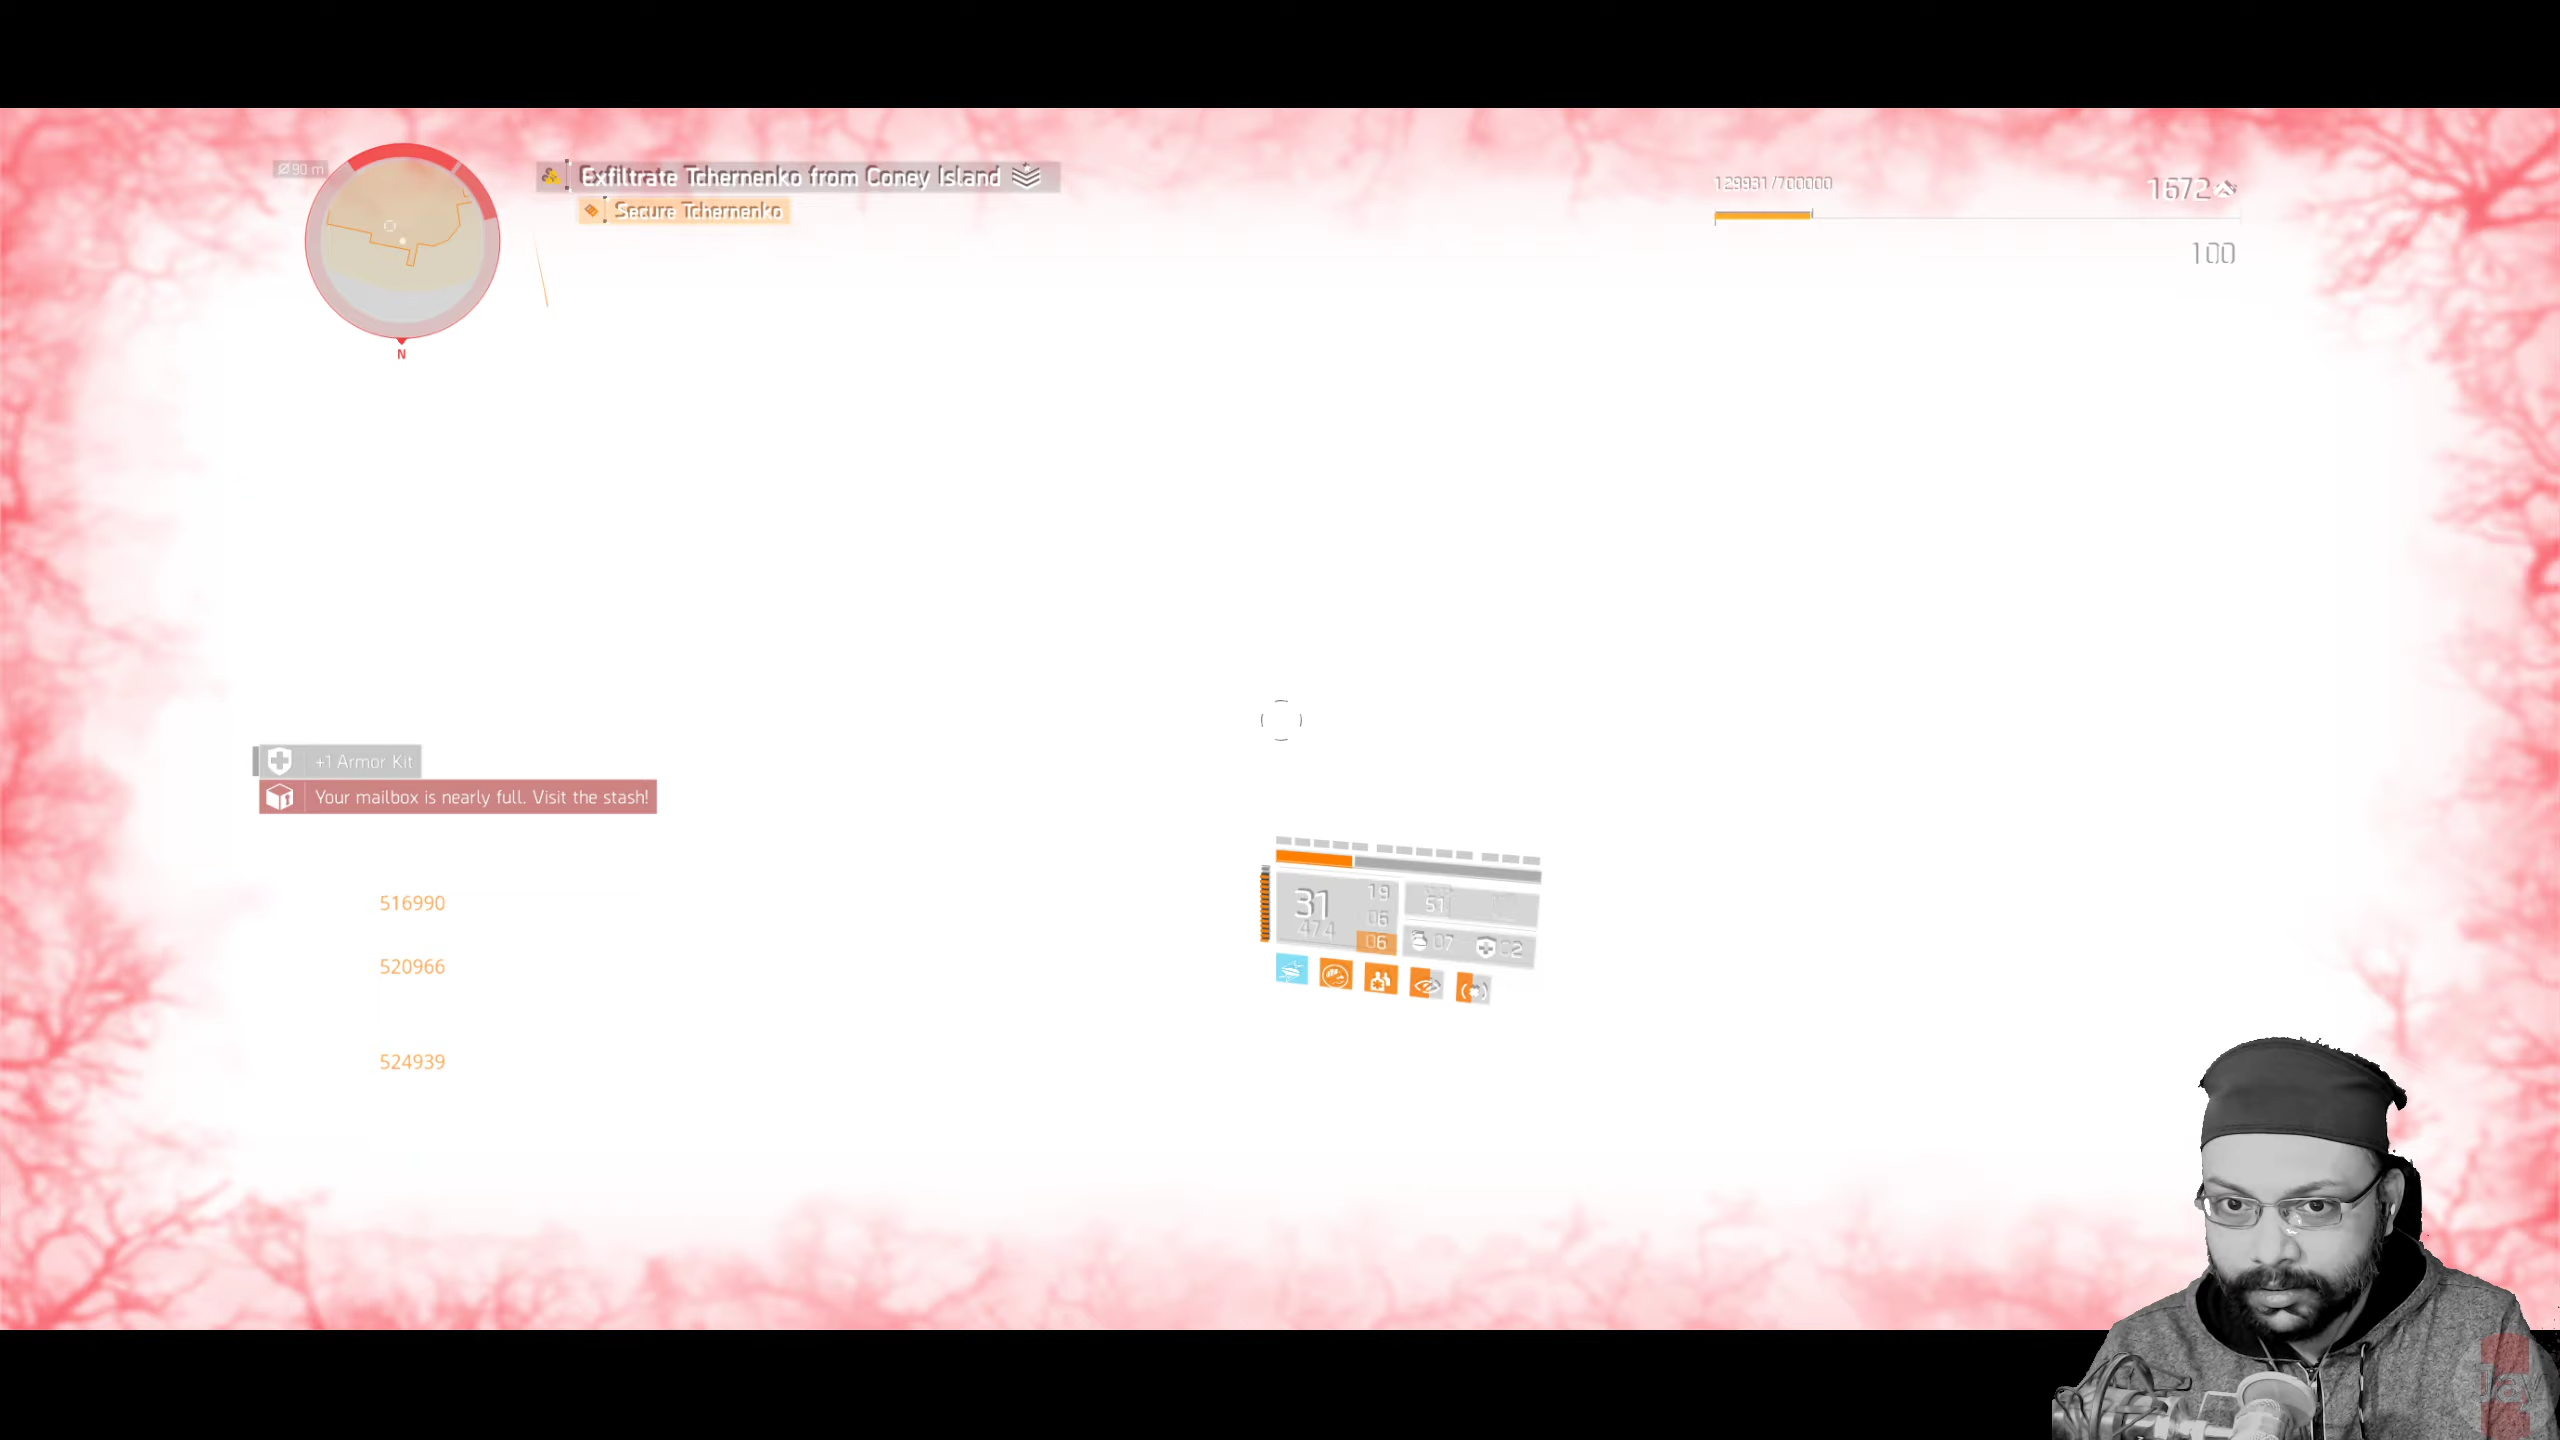 Ø90 m
N
Exfiltrate Tchernenko from Coney Island
Secure Tchernenko
129931/700000
1672
100
+1 Armor Kit
Your mailbox is nearly full. Visit the stash!
516990
520966
524939
31
474
19
06
06
51
07
02